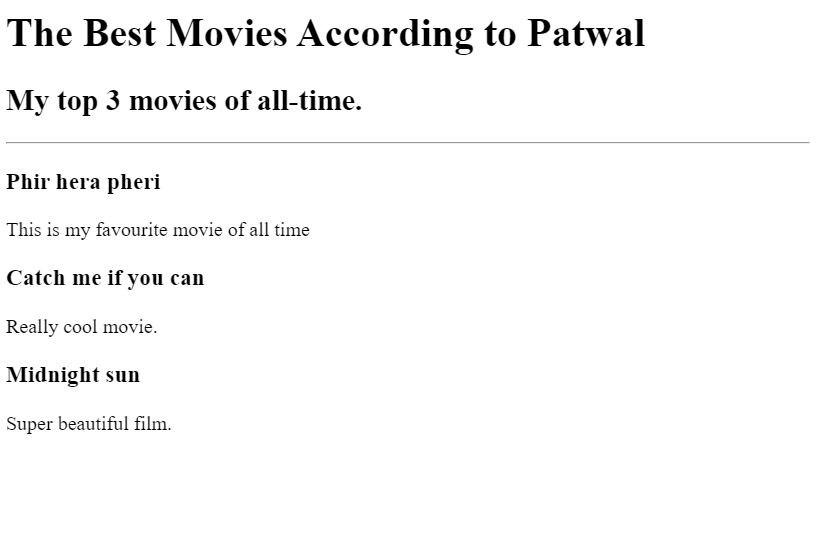 The Best Movies According to Patwal
My top 3 movies of all-time.
Phir hera pheri
This is my favourite movie of all time
Catch me if you can
Really cool movie.
Midnight sun
Super beautiful film.